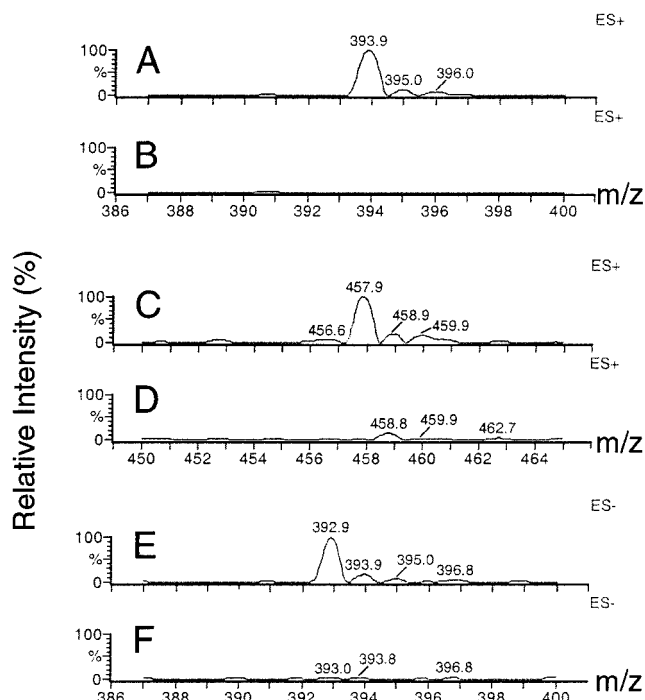 ES+
100
%
0
A
393.9
395.0
396.0
ES+
100
%
0
B
386 388 390 392 394 396 398 400 m/z
Relative Intensity (%)
ES+
100
%
0
C
457.9
456.6
458.9
459.9
ES+
100
%
0
D
458.8
459.9
462.7
450 452 454 456 458 460 462 464 m/z
ES-
100
%
0
E
392.9
393.9
395.0
396.8
ES-
100
%
0
F
393.0
393.8
396.8
386 388 390 392 394 396 398 400 m/z